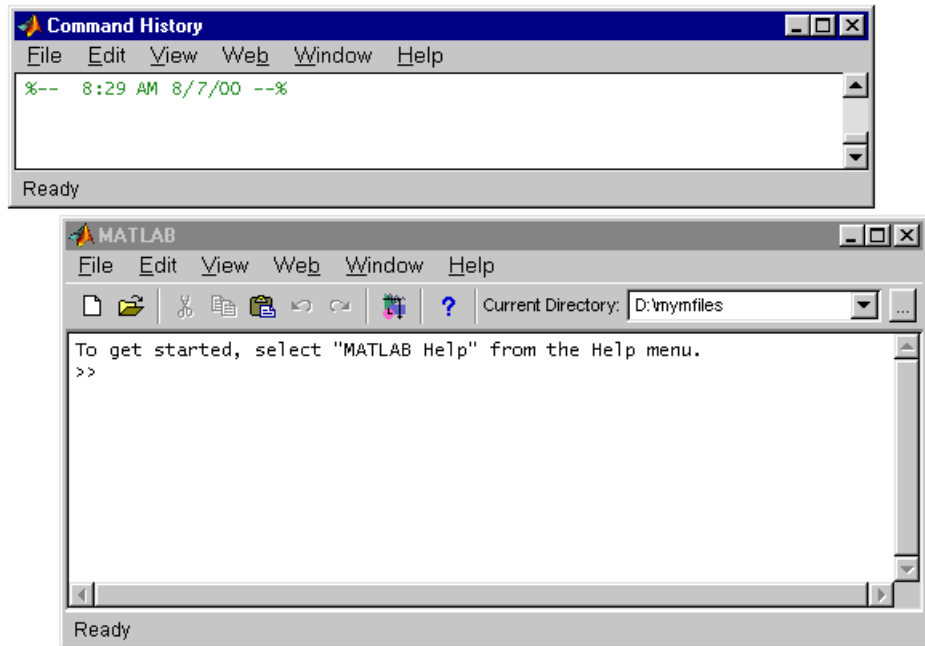 Command History
File Edit View Web Window Help
%-- 8:29 AM 8/7/00 --%
Ready
MATLAB
File Edit View Web Window Help
? Current Directory: D:\mymfiles ...
To get started, select "MATLAB Help" from the Help menu.
>>
Ready